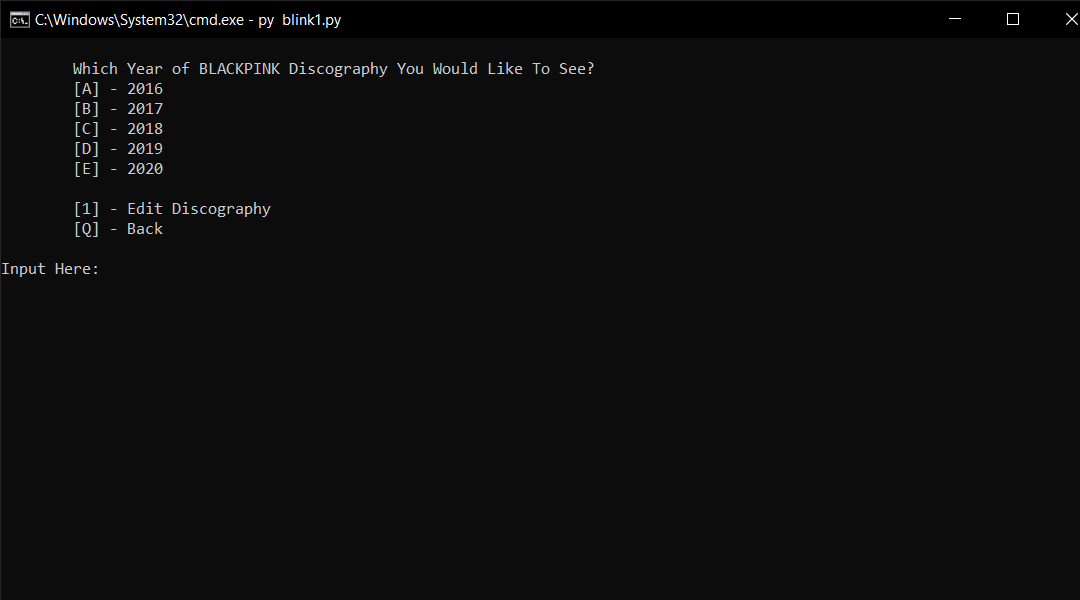 C:\Windows\System32\cmd.exe - py  blink1.py
Which Year of BLACKPINK Discography You Would Like To See?
[A] - 2016
[B] - 2017
[C] - 2018
[D] - 2019
[E] - 2020
[1] - Edit Discography
[Q] - Back
Input Here: